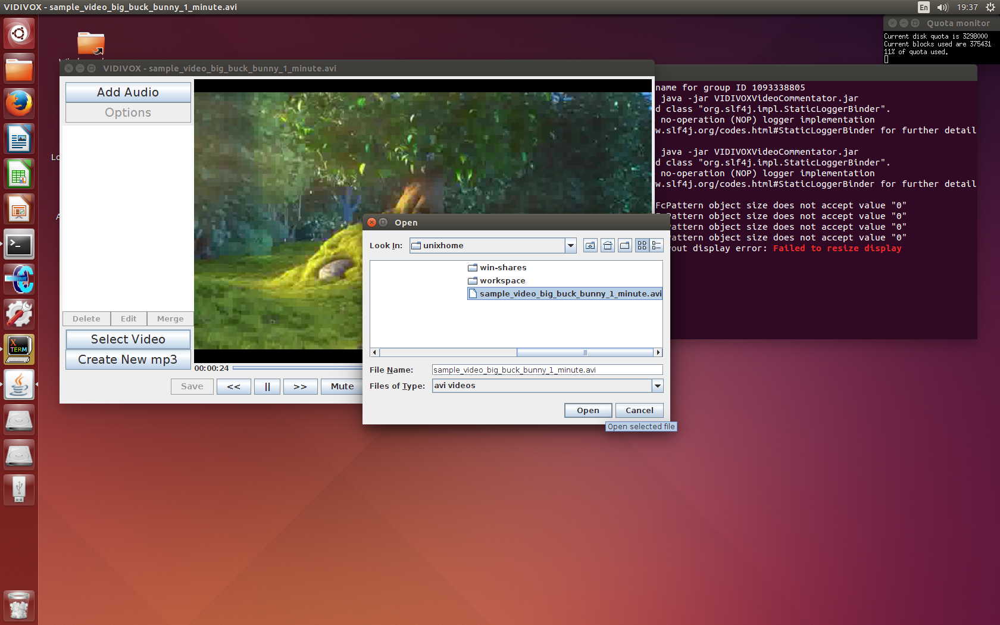 VIDIVOX - sample_video_big_buck_bunny_1_minute.avi
En
19:37
Quota monitor
Current disk quota is 3298000
Current blocks used are 375431
11% of quota used.
VIDIVOX - sample_video_big_buck_bunny_1_minute.avi
Add Audio
Options
Lo
A
Delete
Edit
Merge
Select Video
Create New mp3
00:00:24
Save
<<
||
>>
Mute
name for group ID 1093338805
java -jar VIDIVOXVideoCommentator.jar
d class "org.slf4j.impl.StaticLoggerBinder".
no-operation (NOP) logger implementation
w.slf4j.org/codes.html#StaticLoggerBinder for further detail
java -jar VIDIVOXVideoCommentator.jar
d class "org.slf4j.impl.StaticLoggerBinder".
no-operation (NOP) logger implementation
w.slf4j.org/codes.html#StaticLoggerBinder for further detail
FcPattern object size does not accept value "0"
Pattern object size does not accept value "0"
attern object size does not accept value "0"
attern object size does not accept value "0"
out display error: Failed to resize display
Open
Look In:
unixhome
win-shares
workspace
sample_video_big_buck_bunny_1_minute.avi
File Name:
sample_video_big_buck_bunny_1_minute.avi
Files of Type:
avi videos
Open
Cancel
Open selected file
X
TERM